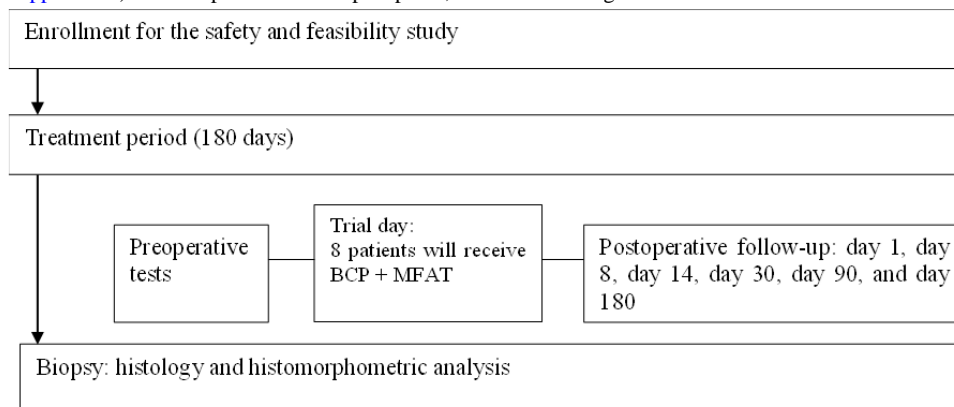 Enrollment for the safety and feasibility study
Treatment period (180 days)
Preoperative
tests
Trial day:
8 patients will receive
BCP + MFAT
Postoperative follow-up: day 1, day
8, day 14, day 30, day 90, and day
180
Biopsy: histology and histomorphometric analysis